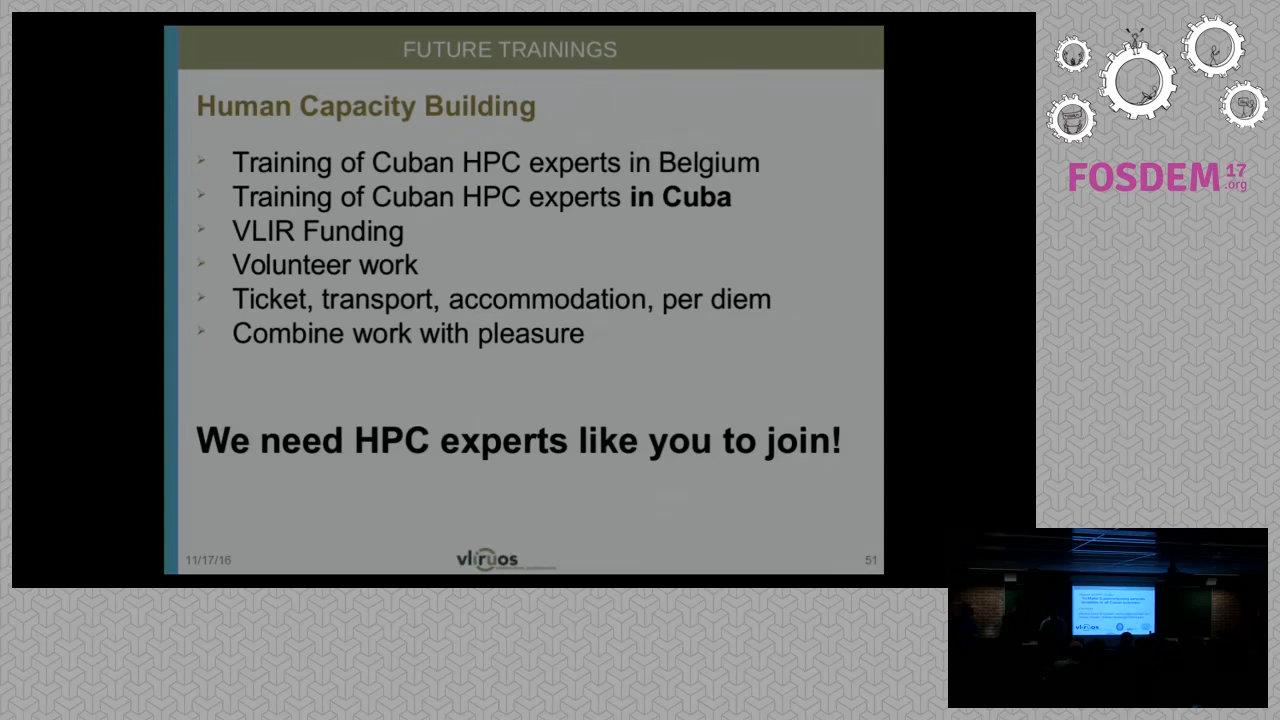 FUTURE TRAININGS
Human Capacity Building
Training of Cuban HPC experts in Belgium
Training of Cuban HPC experts in Cuba
VLIR Funding
Volunteer work
Ticket, transport, accommodation, per diem
Combine work with pleasure
We need HPC experts like you to join!
11/17/16
vliruos
51
FOSDEM 17
.org
vliruos